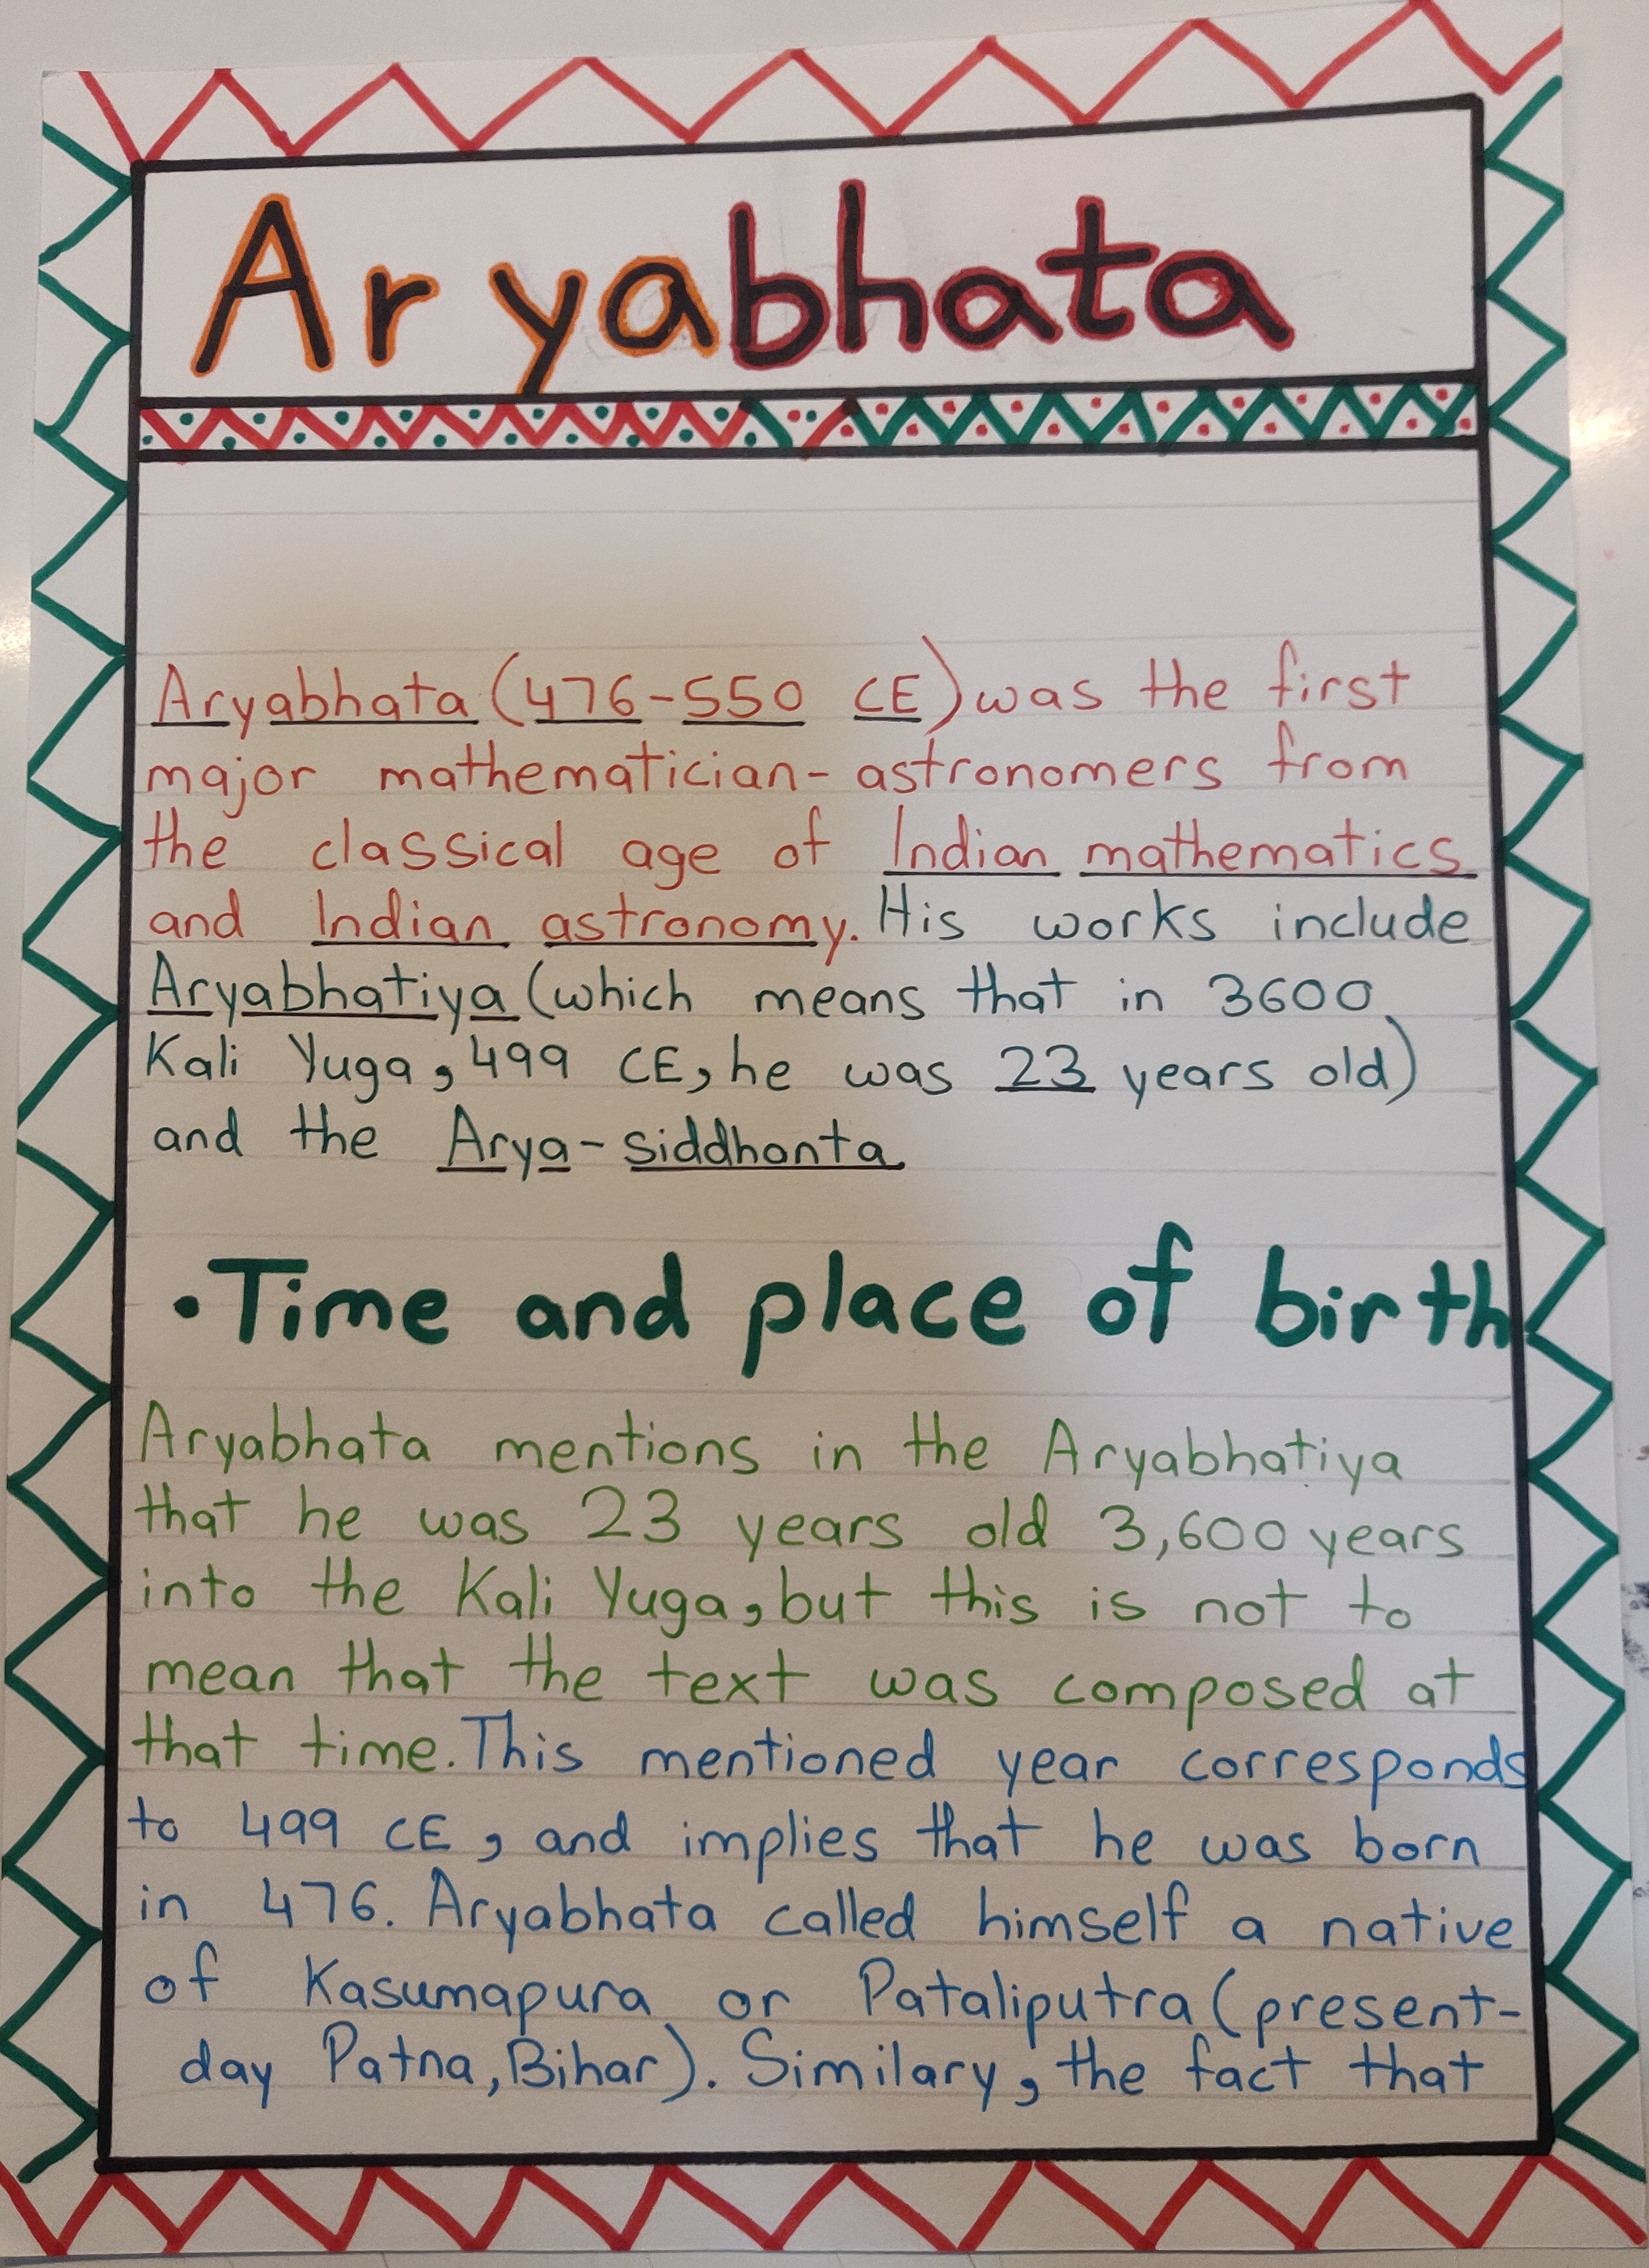 Aryabhata
Aryabhata (476-550 CE) was the first
major mathematician-astronomers from
the classical age of Indian mathematics
and Indian astronomy. His works include
Aryabhatiya (which means that in 3600
Kali Yuga, 499 CE, he was 23 years old)
and the Arya-siddhanta
• Time and place of birth
Aryabhata mentions in the Aryabhatiya
that he was 23 years old 3,600 years
into the Kali Yuga, but this is not to
mean that the text was composed at
that time. This mentioned year corresponds
to 499 CE, and implies that he was born
in 476. Aryabhata called himself a native
of Kasumapura or Pataliputra (present-
day Patna, Bihar). Similary, the fact that